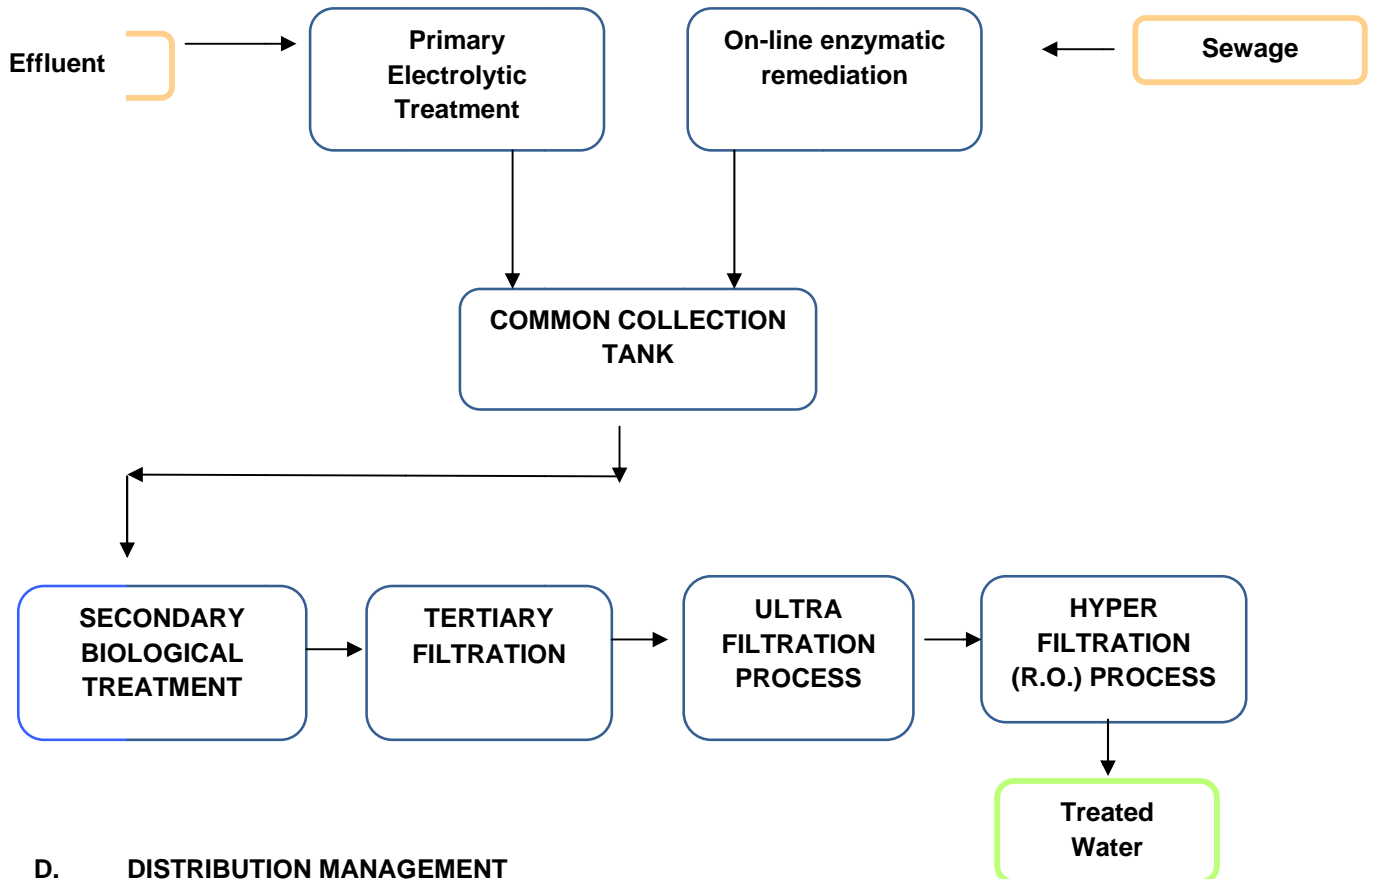 Effluent
Primary
Electrolytic
Treatment
On-line enzymatic
remediation
Sewage
COMMON COLLECTION
TANK
SECONDARY
BIOLOGICAL
TREATMENT
TERTIARY
FILTRATION
ULTRA
FILTRATION
PROCESS
HYPER
FILTRATION
(R.O.) PROCESS
Treated
Water
D. DISTRIBUTION MANAGEMENT